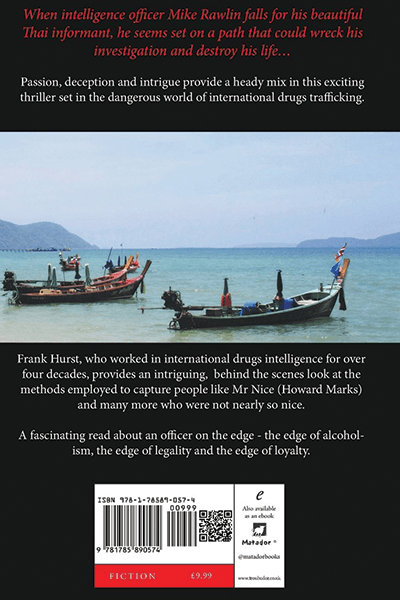 When intelligence officer Mike Rawlin falls for his beautiful
Thai informant, he seems set on a path that could wreck his
investigation and destroy his life…
Passion, deception and intrigue provide a heady mix in this exciting
thriller set in the dangerous world of international drugs trafficking.
Frank Hurst, who worked in international drugs intelligence for over
four decades, provides an intriguing, behind the scenes look at the
methods employed to capture people like Mr Nice (Howard Marks)
and many more who were not nearly so nice.
A fascinating read about an officer on the edge - the edge of alcohol-
ism, the edge of legality and the edge of loyalty.
ISBN 978-1-78589-057-4
00999
9 781785 890574
e
Also available
as an ebook
Matador®
@matadorbooks
www.troubador.co.uk
FICTION
£9.99